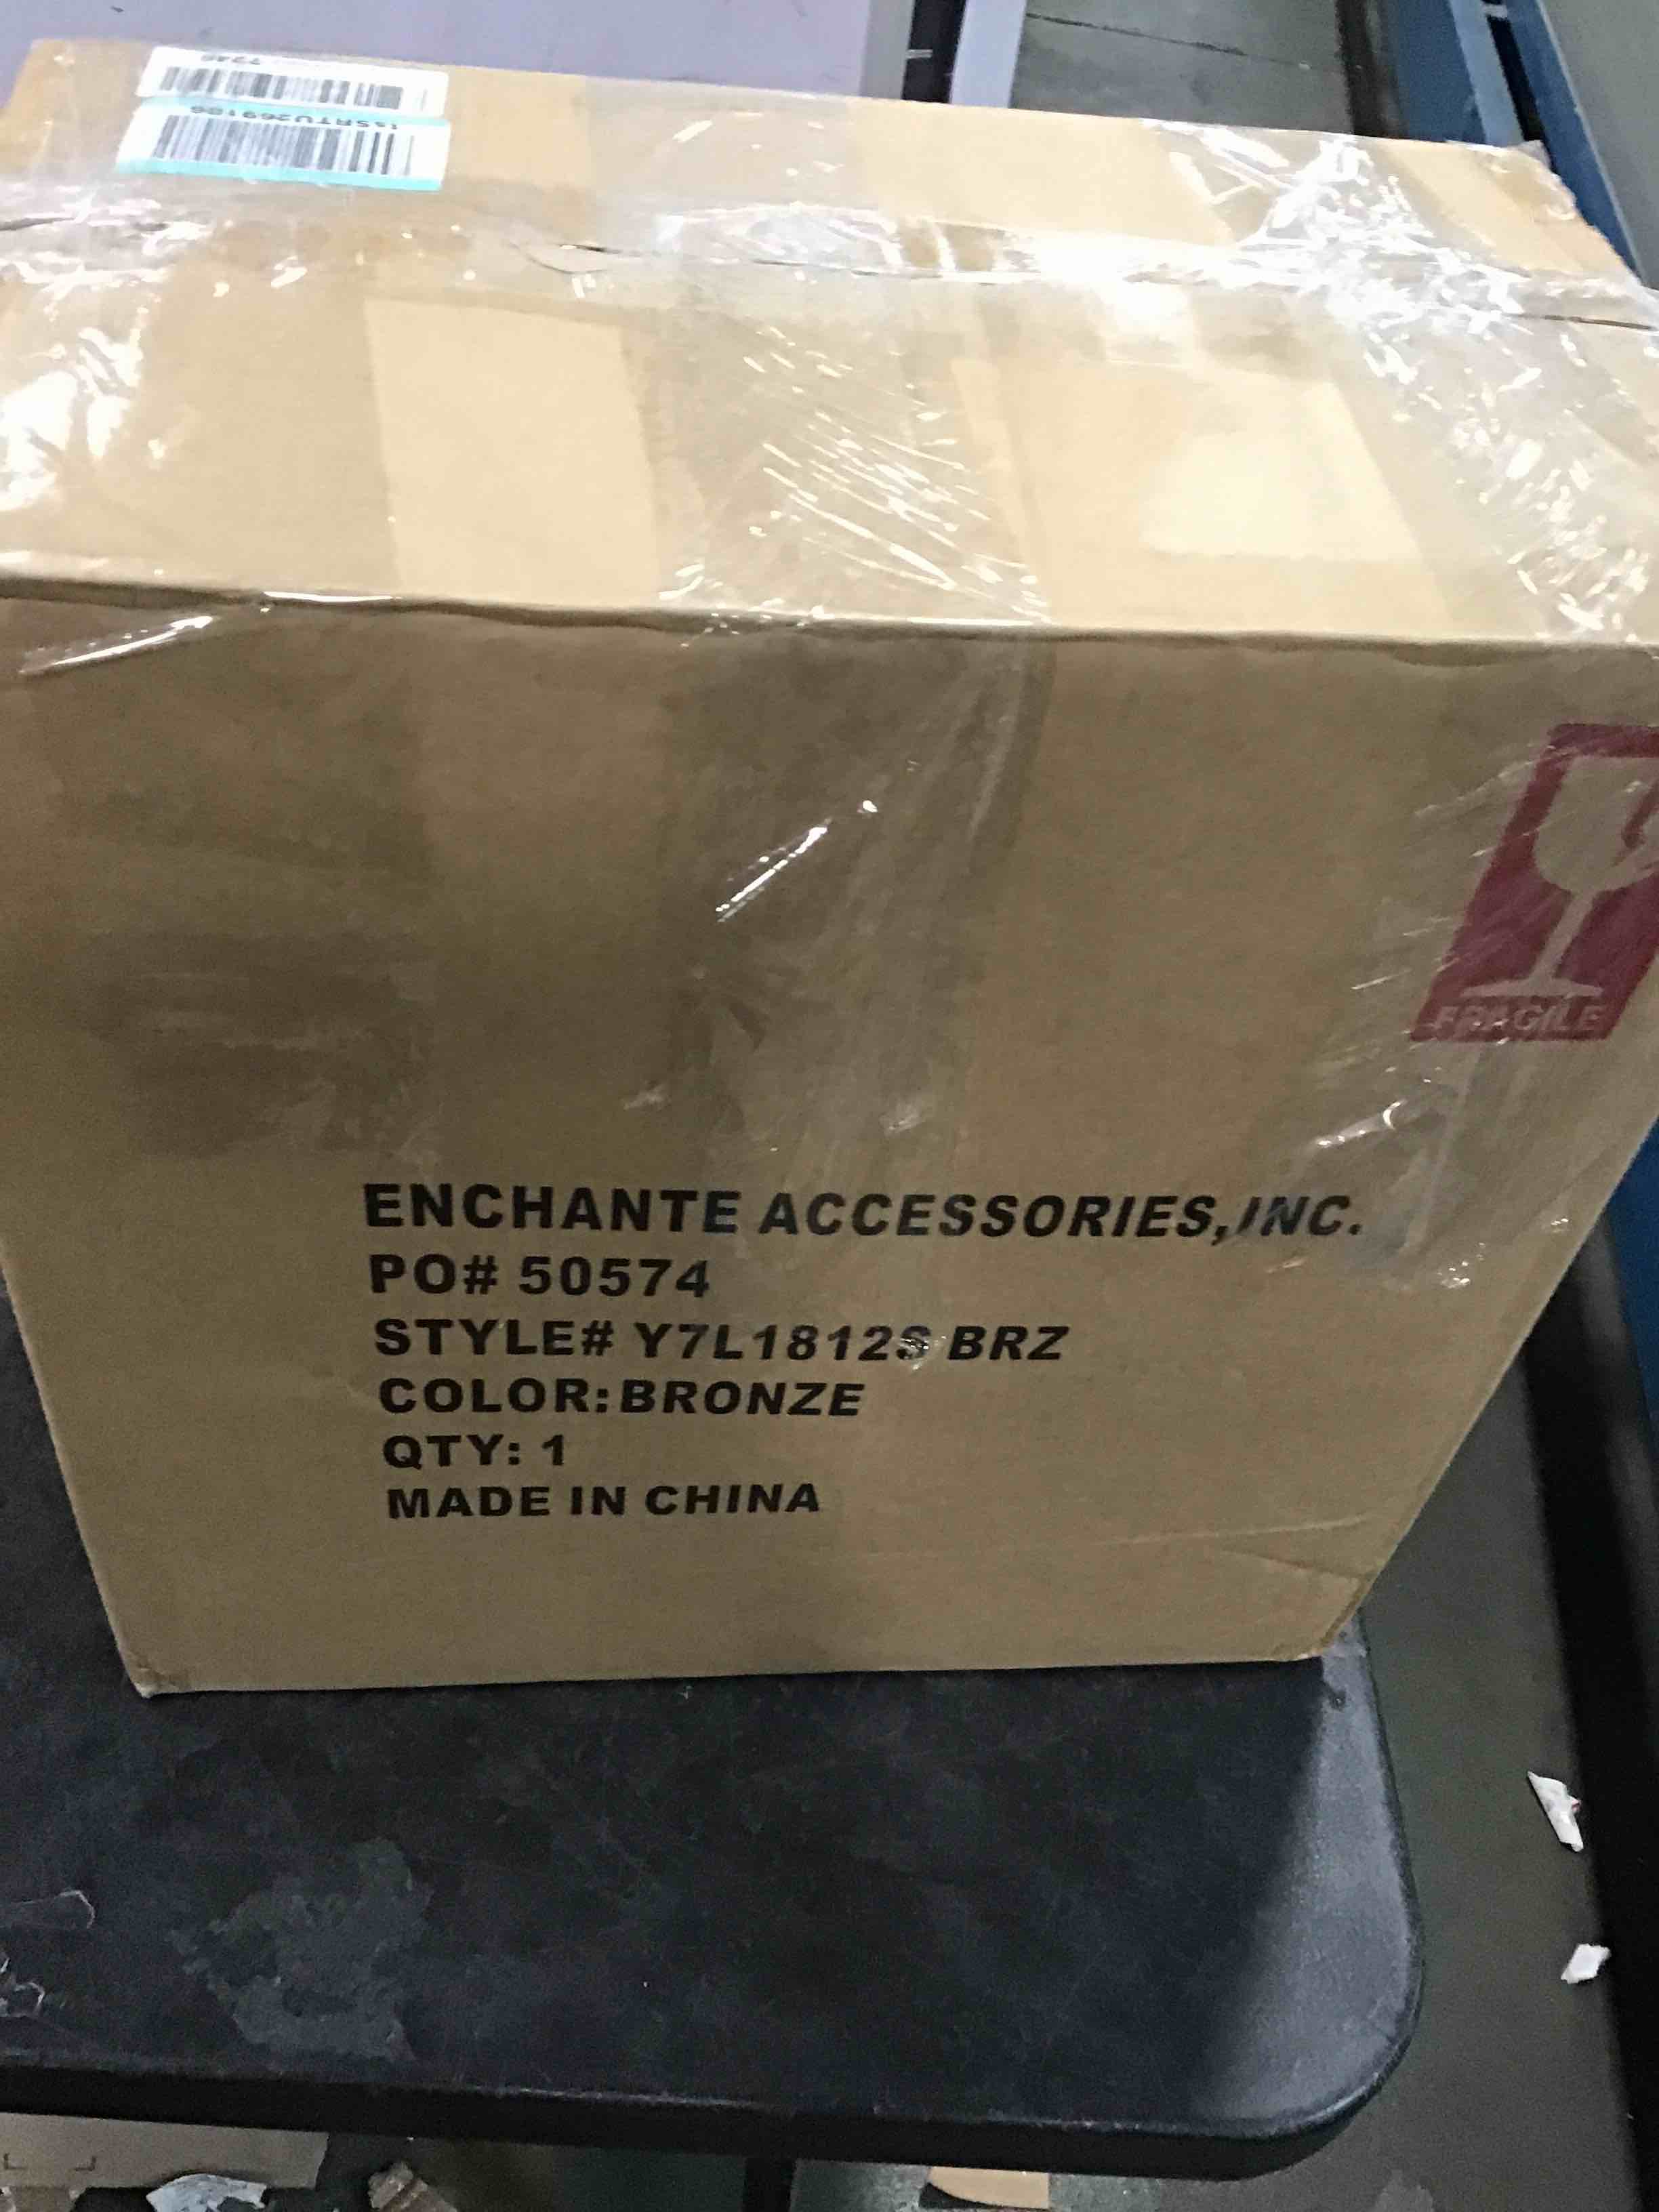 ENCHANTE ACCESSORIES,INC.
PO# 50574
STYLE# Y7L1812S BRZ
COLOR:BRONZE
QTY: 1
MADE IN CHINA
FRAGILE